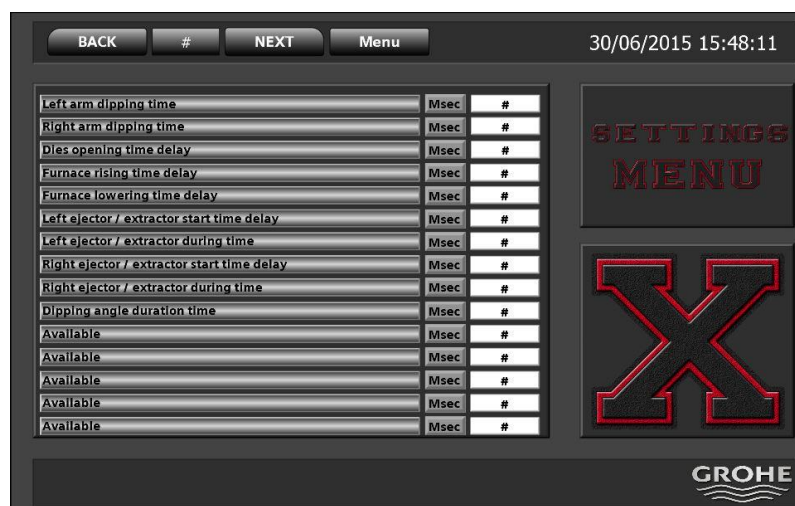 BACK # NEXT Menu 30/06/2015 15:48:11
Left arm dipping time Msec #
Right arm dipping time Msec #
Dies opening time delay Msec #
Furnace rising time delay Msec #
Furnace lowering time delay Msec #
Left ejector / extractor start time delay Msec #
Left ejector / extractor during time Msec #
Right ejector / extractor start time delay Msec #
Right ejector / extractor during time Msec #
Dipping angle duration time Msec #
Available Msec #
Available Msec #
Available Msec #
Available Msec #
Available Msec #
SETTINGS
MENU
X
GROHE